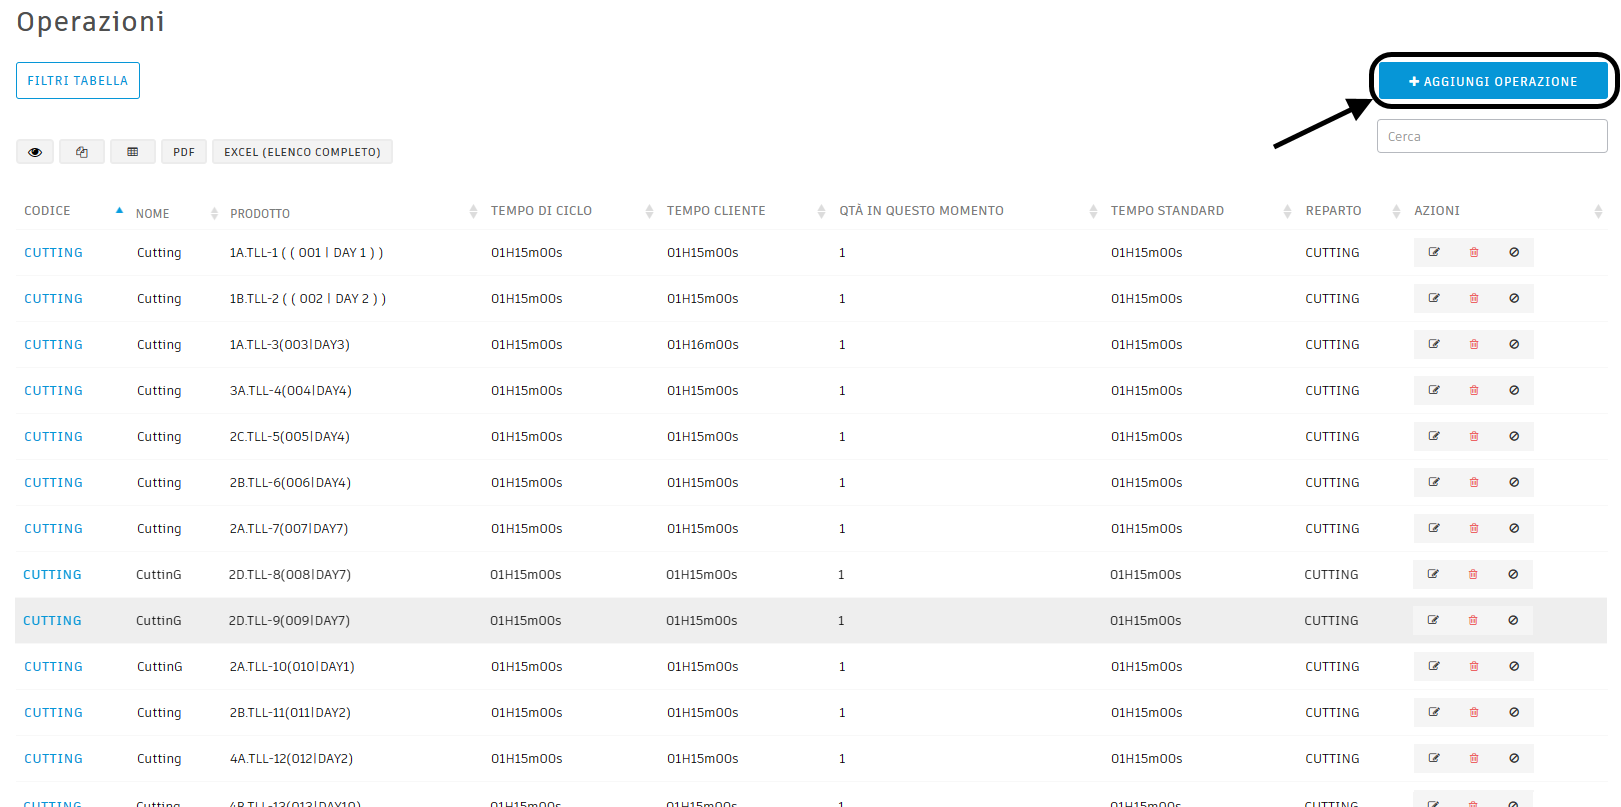 Operazioni
FILTRI TABELLA
AGGIUNGI OPERAZIONE
Cerca
PDF EXCEL (ELENCO COMPLETO)
CODICE NOME PRODOTTO TEMPO DI CICLO TEMPO CLIENTE QTÀ IN QUESTO MOMENTO TEMPO STANDARD REPARTO AZIONI
CUTTING Cutting 1A.TLL-1 ( ( 001 | DAY 1 ) ) 01H15m00s 01H15m00s 1 01H15m00s CUTTING
CUTTING Cutting 1B.TLL-2 ( ( 002 | DAY 2 ) ) 01H15m00s 01H15m00s 1 01H15m00s CUTTING
CUTTING Cutting 1A.TLL-3(003|DAY3) 01H15m00s 01H16m00s 1 01H15m00s CUTTING
CUTTING Cutting 3A.TLL-4(004|DAY4) 01H15m00s 01H15m00s 1 01H15m00s CUTTING
CUTTING Cutting 2C.TLL-5(005|DAY4) 01H15m00s 01H15m00s 1 01H15m00s CUTTING
CUTTING Cutting 2B.TLL-6(006|DAY4) 01H15m00s 01H15m00s 1 01H15m00s CUTTING
CUTTING Cutting 2A.TLL-7(007|DAY7) 01H15m00s 01H15m00s 1 01H15m00s CUTTING
CUTTING CuttinG 2D.TLL-8(008|DAY7) 01H15m00s 01H15m00s 1 01H15m00s CUTTING
CUTTING CuttinG 2D.TLL-9(009|DAY7) 01H15m00s 01H15m00s 1 01H15m00s CUTTING
CUTTING CuttinG 2A.TLL-10(010|DAY1) 01H15m00s 01H15m00s 1 01H15m00s CUTTING
CUTTING Cutting 2B.TLL-11(011|DAY2) 01H15m00s 01H15m00s 1 01H15m00s CUTTING
CUTTING Cutting 4A.TLL-12(012|DAY2) 01H15m00s 01H15m00s 1 01H15m00s CUTTING
CUTTING Cutting 4B.TLL-13(013|DAY10) 01H15m00s 01H15m00s 1 01H15m00s CUTTING